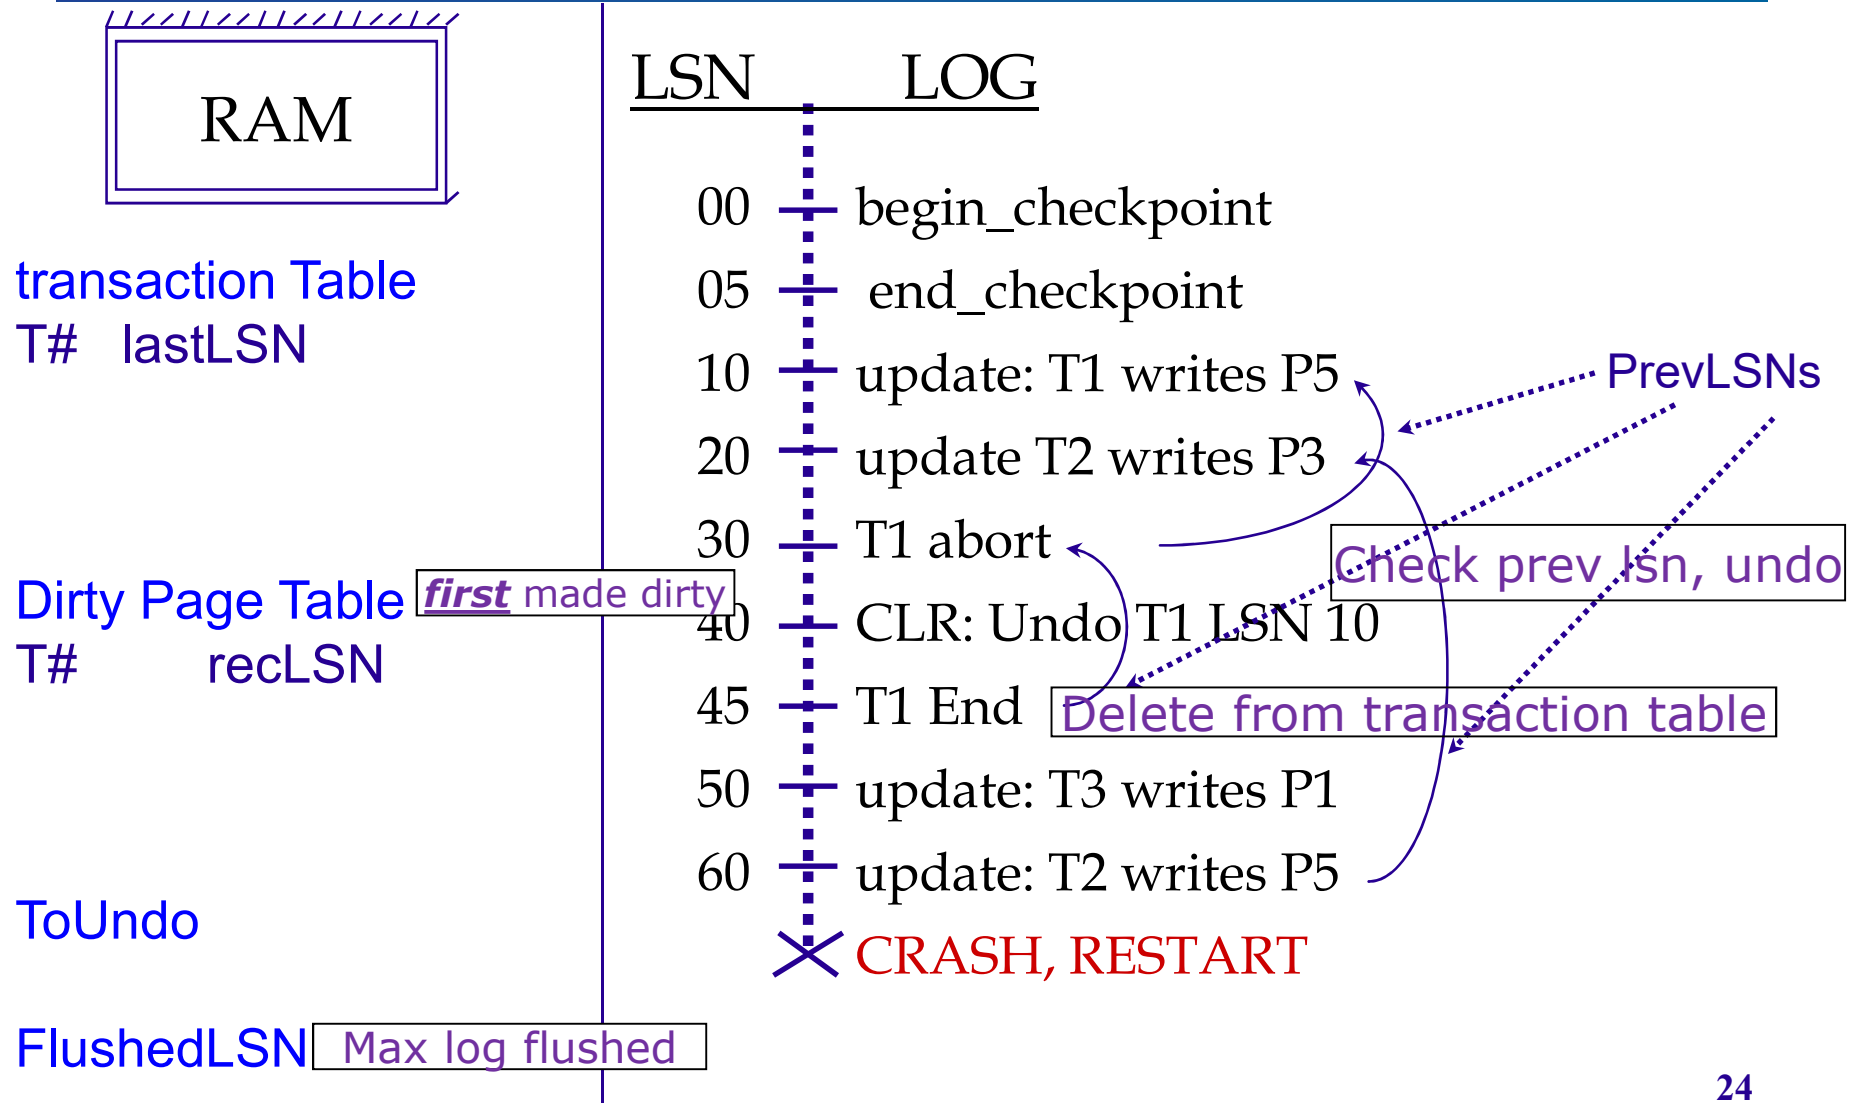 RAM
transaction Table
T# lastLSN
Dirty Page Table
first made dirty
T# recLSN
ToUndo
FlushedLSN
Max log flushed
LSN LOG
00 begin_checkpoint
05 end_checkpoint
10 update: T1 writes P5
20 update T2 writes P3
30 T1 abort
40 CLR: Undo T1 LSN 10
45 T1 End
50 update: T3 writes P1
60 update: T2 writes P5
CRASH, RESTART
PrevLSNs
Check prev lsn, undo
Delete from transaction table
24